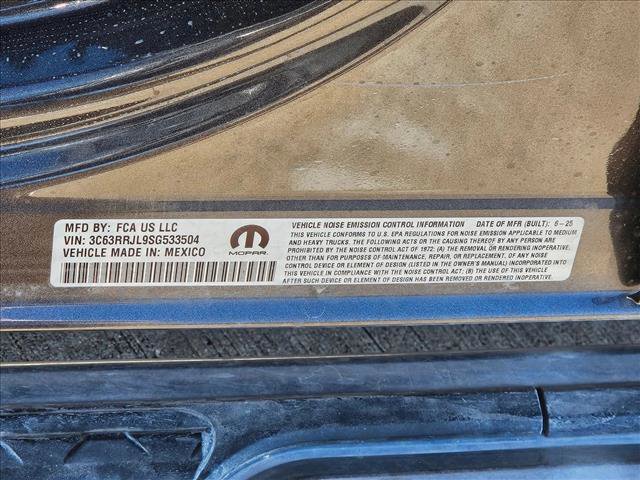 MFD BY: FCA US LLC
VIN: 3C63RRJL9SG533504
VEHICLE MADE IN: MEXICO
MOPAR
VEHICLE NOISE EMISSION CONTROL INFORMATION DATE OF MFR (BUILT): 6-25
THIS VEHICLE CONFORMS TO U.S. EPA REGULATIONS FOR NOISE EMISSION APPLICABLE TO MEDIUM
AND HEAVY TRUCKS. THE FOLLOWING ACTS OR THE CAUSING THEREOF BY ANY PERSON ARE
PROHIBITED BY THE NOISE CONTROL ACT OF 1972: (A) THE REMOVAL OR RENDERING INOPERATIVE,
OTHER THAN FOR PURPOSES OF MAINTENANCE, REPAIR, OR REPLACEMENT, OF ANY NOISE
CONTROL DEVICE OR ELEMENT OF DESIGN (LISTED IN THE OWNER'S MANUAL) INCORPORATED INTO
THIS VEHICLE IN COMPLIANCE WITH THE NOISE CONTROL ACT; (B) THE USE OF THIS VEHICLE
AFTER SUCH DEVICE OR ELEMENT OF DESIGN HAS BEEN REMOVED OR RENDERED INOPERATIVE.